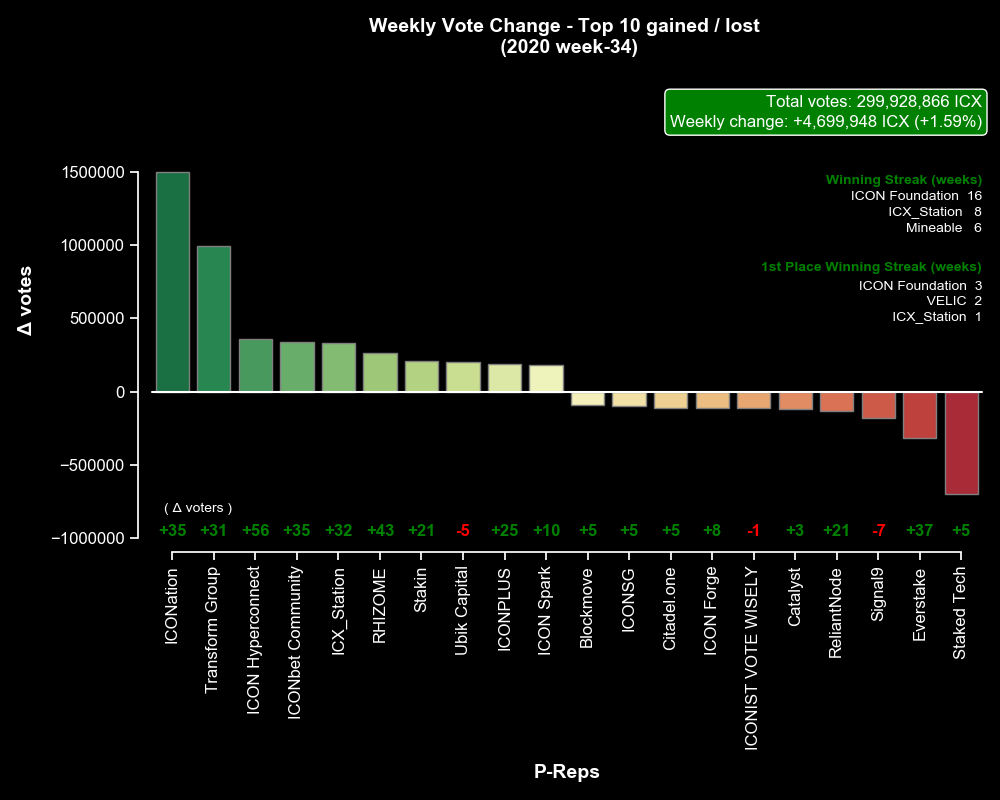 Weekly Vote Change - Top 10 gained / lost
(2020 week-34)
Total votes: 299,928,866 ICX
Weekly change: +4,699,948 ICX (+1.59%)
Winning Streak (weeks)
ICON Foundation 16
ICX_Station 8
Mineable 6
1st Place Winning Streak (weeks)
ICON Foundation 3
VELIC 2
ICX_Station 1
Δ votes
1500000
1000000
500000
0
−500000
−1000000
( Δ voters )
+35 +31 +56 +35 +32 +43 +21 -5 +25 +10 +5 +5 +5 +8 -1 +3 +21 -7 +37 +5
ICONation
Transform Group
ICON Hyperconnect
ICONbet Community
ICX_Station
RHIZOME
Stakin
Ubik Capital
ICONPLUS
ICON Spark
Blockmove
ICONSG
Citadel.one
ICON Forge
ICONIST VOTE WISELY
Catalyst
ReliantNode
Signal9
Everstake
Staked Tech
P-Reps